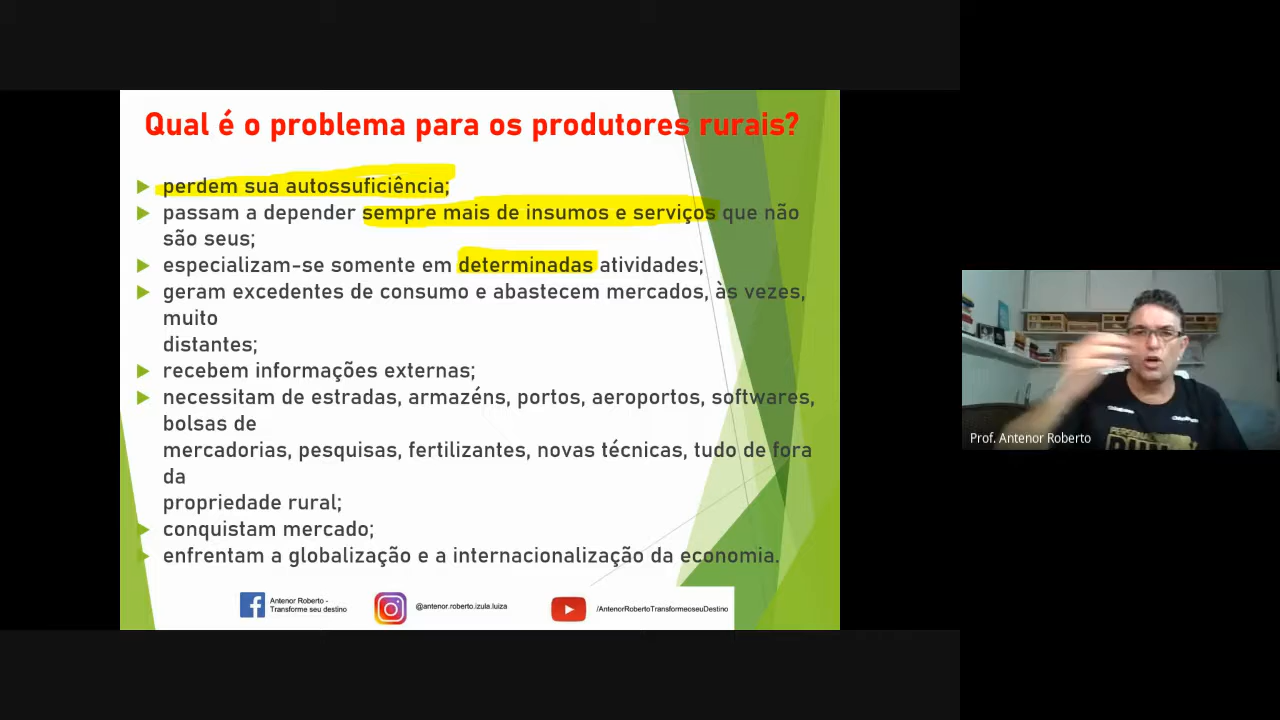 Qual é o problema para os produtores rurais?
perdem sua autossuficiência;
passam a depender sempre mais de insumos e serviços que não
são seus;
especializam-se somente em determinadas atividades;
geram excedentes de consumo e abastecem mercados, às vezes,
muito
distantes;
recebem informações externas;
necessitam de estradas, armazéns, portos, aeroportos, softwares,
bolsas de
mercadorias, pesquisas, fertilizantes, novas técnicas, tudo de fora
da
propriedade rural;
conquistam mercado;
enfrentam a globalização e a internacionalização da economia.
Antenor Roberto -
Transforme seu destino
@antenor.roberto.izula.luiza
/AntenorRobertoTransformeoseuDestino
Prof. Antenor Roberto